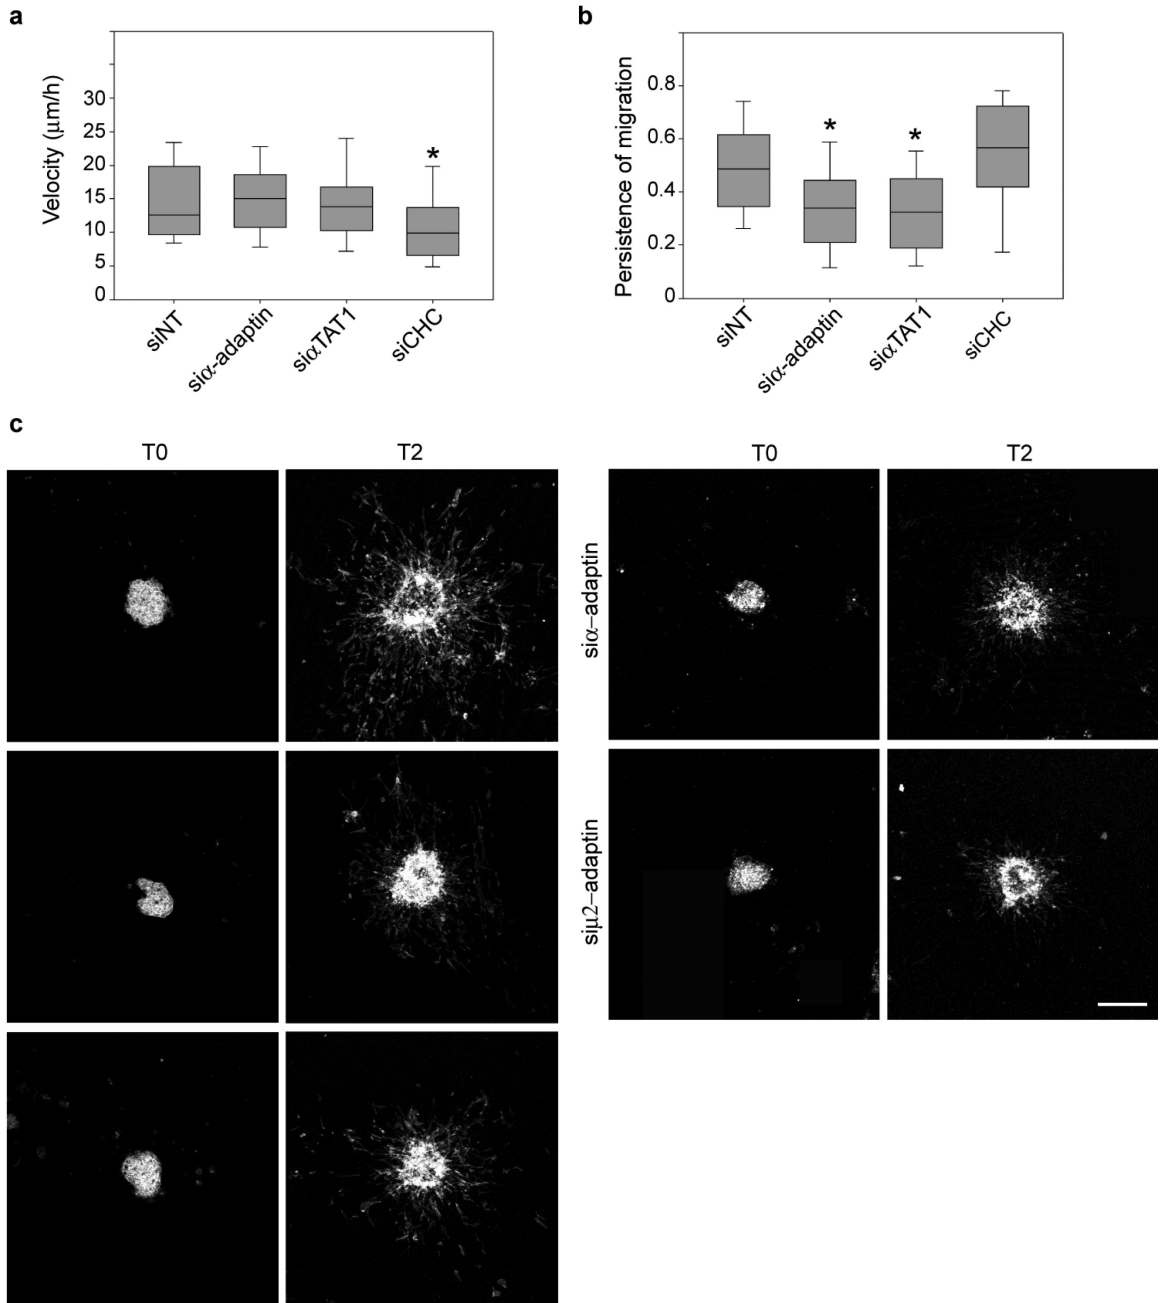 a
Velocity (μm/h)
30
25
20
15
10
5
0
*
siNT
siα-adaptin
siαTAT1
siCHC
b
Persistence of migration
0.8
0.6
0.4
0.2
0
*
*
siNT
siα-adaptin
siαTAT1
siCHC
c
T0
T2
T0
T2
siα–adaptin
siμ2–adaptin